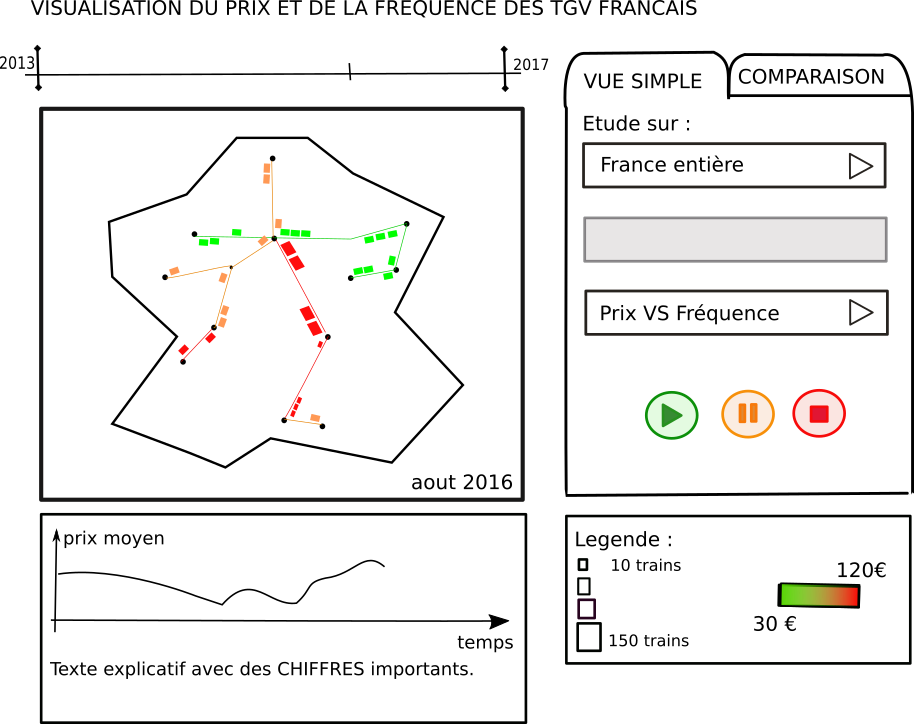 VISUALISATION DU PRIX ET DE LA FREQUENCE DES TGV FRANCAIS
2013
2017
VUE SIMPLE
COMPARAISON
Etude sur :
France entière
Prix VS Fréquence
aout 2016
prix moyen
temps
Texte explicatif avec des CHIFFRES importants.
Legende :
10 trains
150 trains
120€
30 €